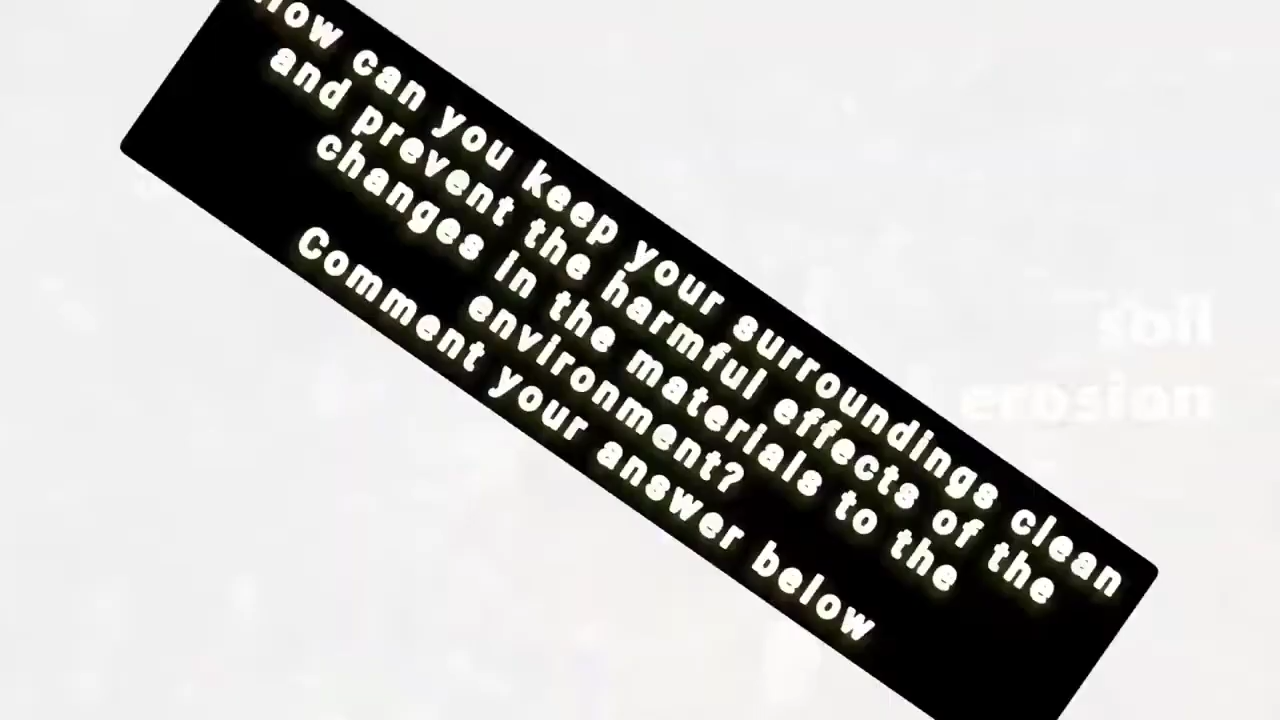 How can you keep your surroundings clean
and prevent the harmful effects of the
changes in the materials to the
environment?
Comment your answer below
soil
erosion